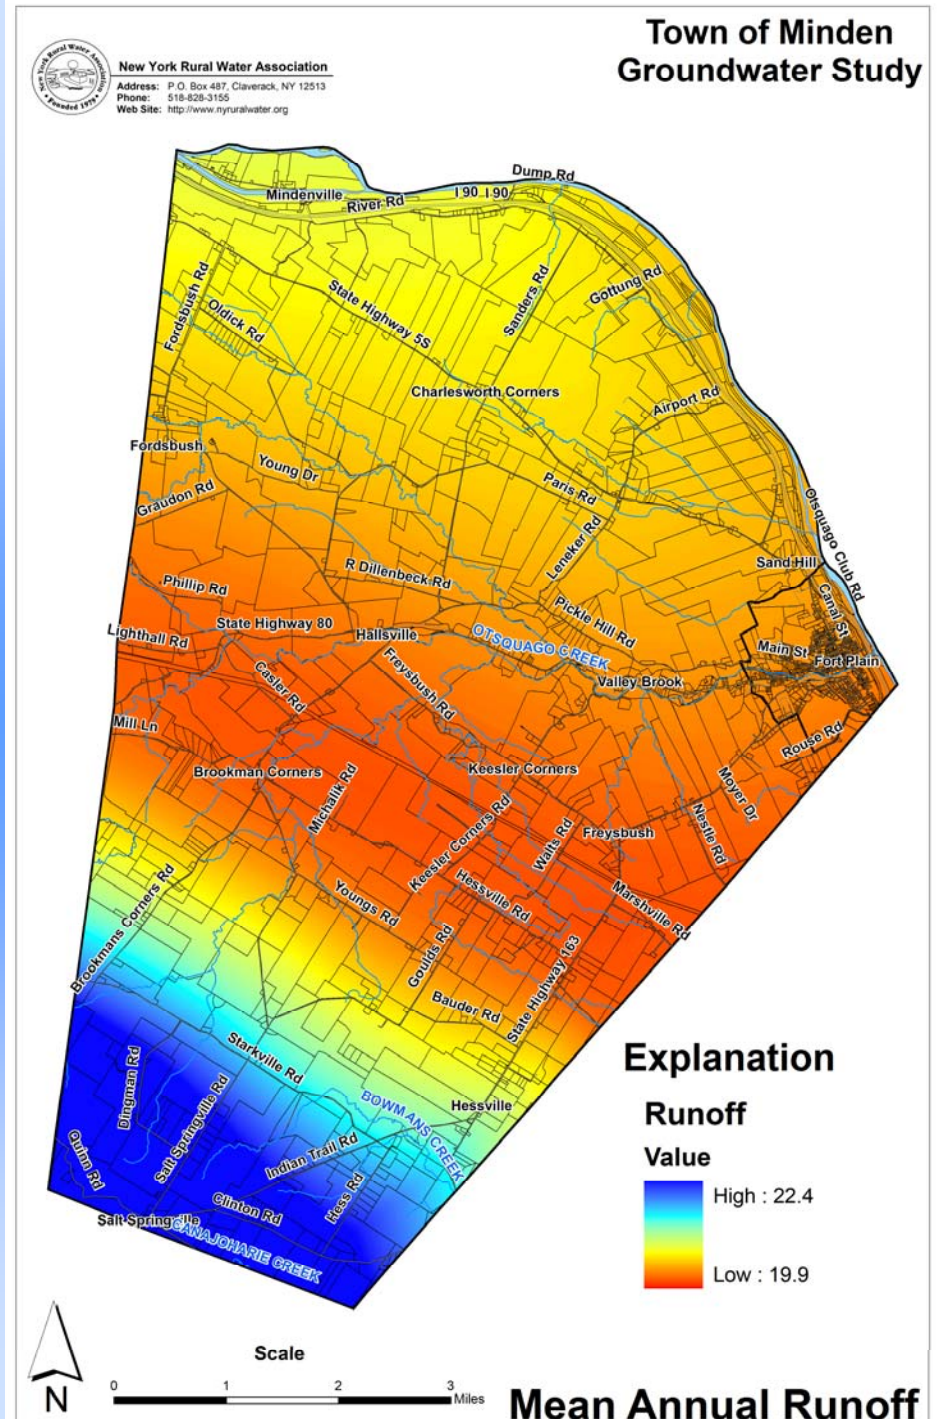 Town of Minden
Groundwater Study
New York Rural Water Association
Founded 1979
New York Rural Water Association
Address: P.O. Box 487, Claverack, NY 12513
Phone: 518-828-3155
Web Site: http://www.nyruralwater.org
Dump Rd
Mindenville
River Rd
I 90 I 90
Fordsbush Rd
Oldick Rd
State Highway 5S
Sanders Rd
Gottung Rd
Charlesworth Corners
Airport Rd
Fordsbush
Young Dr
Graudon Rd
Paris Rd
Otsquago Club Rd
Leneker Rd
Sand Hill
R Dillenbeck Rd
Phillip Rd
Canal St
Pickle Hill Rd
State Highway 80
Lighthall Rd
Hallsville
OTSQUAGO CREEK
Main St
Fort Plain
Casler Rd
Freysbush Rd
Valley Brook
Mill Ln
Rouse Rd
Brookman Corners
Keesler Corners
Michalik Rd
Moyer Dr
Keesler Corners Rd
Walts Rd
Freysbush
Nestle Rd
Hessville Rd
Marshville Rd
Brookmans Corners Rd
Youngs Rd
Goulds Rd
State Highway 163
Bauder Rd
Starkville Rd
Dingman Rd
Salt Springville Rd
BOWMANS CREEK
Hessville
Quinn Rd
Indian Trail Rd
Hess Rd
Clinton Rd
Salt Springville
CANAJOHARIE CREEK
Explanation
Runoff
Value
High : 22.4
Low : 19.9
N
Scale
0 1 2 3
Miles
Mean Annual Runoff